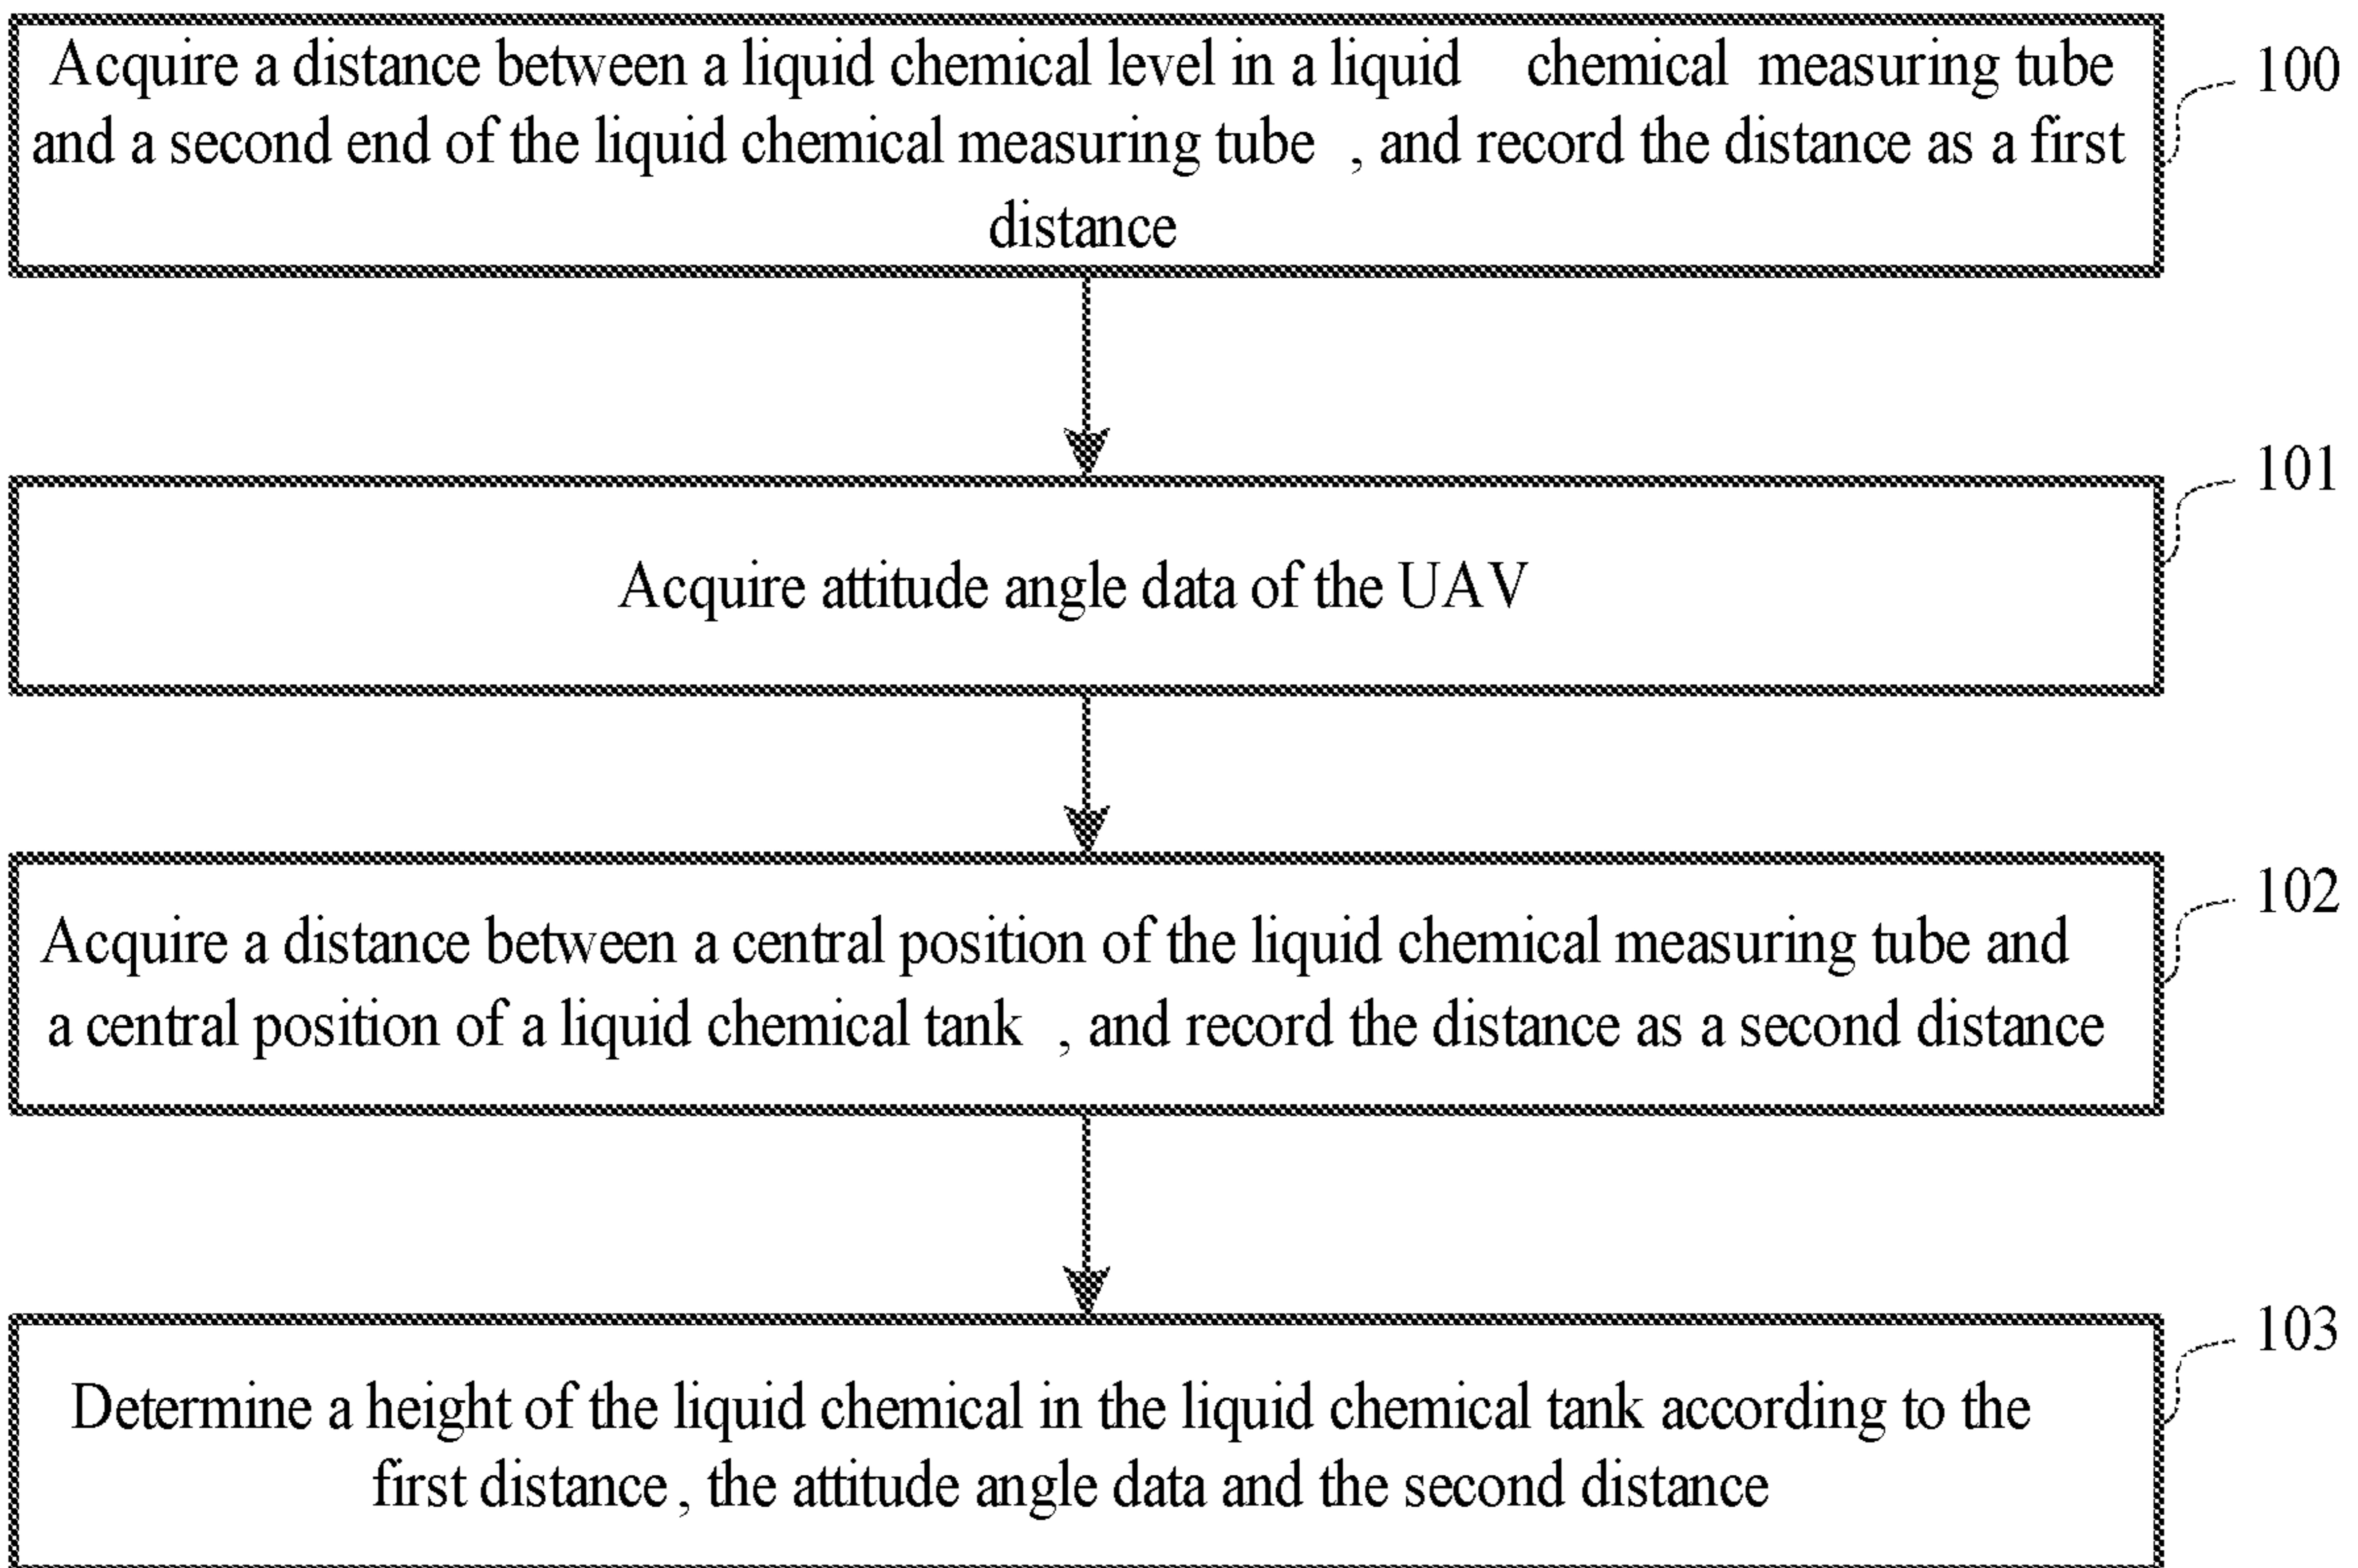 Acquire a distance between a liquid chemical level in a liquid chemical measuring tube
and a second end of the liquid chemical measuring tube , and record the distance as a first
distance
100
Acquire attitude angle data of the UAV
101
Acquire a distance between a central position of the liquid chemical measuring tube and
a central position of a liquid chemical tank , and record the distance as a second distance
102
Determine a height of the liquid chemical in the liquid chemical tank according to the
first distance , the attitude angle data and the second distance
103